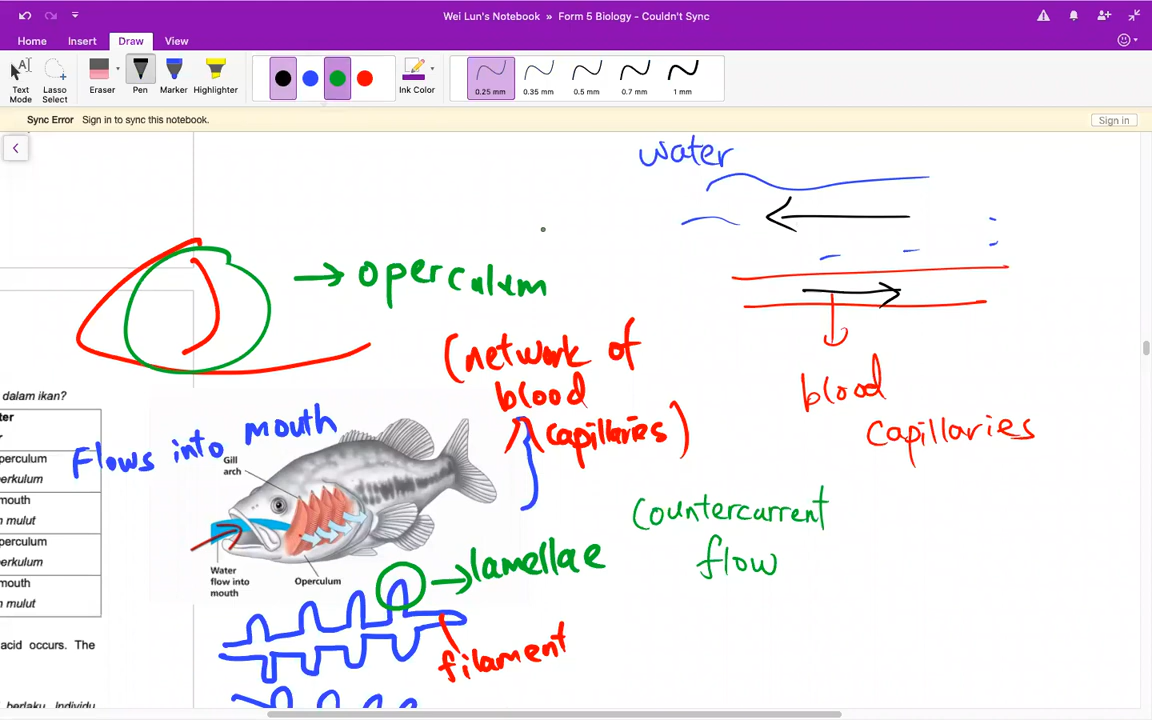 Wei Lun's Notebook » Form 5 Biology - Couldn't Sync
Home Insert Draw View
Text Mode
Lasso Select
Eraser
Pen
Marker
Highlighter
Ink Color
0.25 mm
0.35 mm
0.5 mm
0.7 mm
1 mm
Sync Error Sign in to sync this notebook.
Sign in
water
→ operculum
(network of
blood
capillaries)
blood
capillaries
dalam ikan?
ter
r
perculum
perkulum
mouth
n mulut
perculum
perkulum
mouth
n mulut
acid occurs. The
berlaku. Individu
Flows into mouth
Gill
arch
Water
flow into
mouth
Operculum
countercurrent
flow
→ lamellae
filament